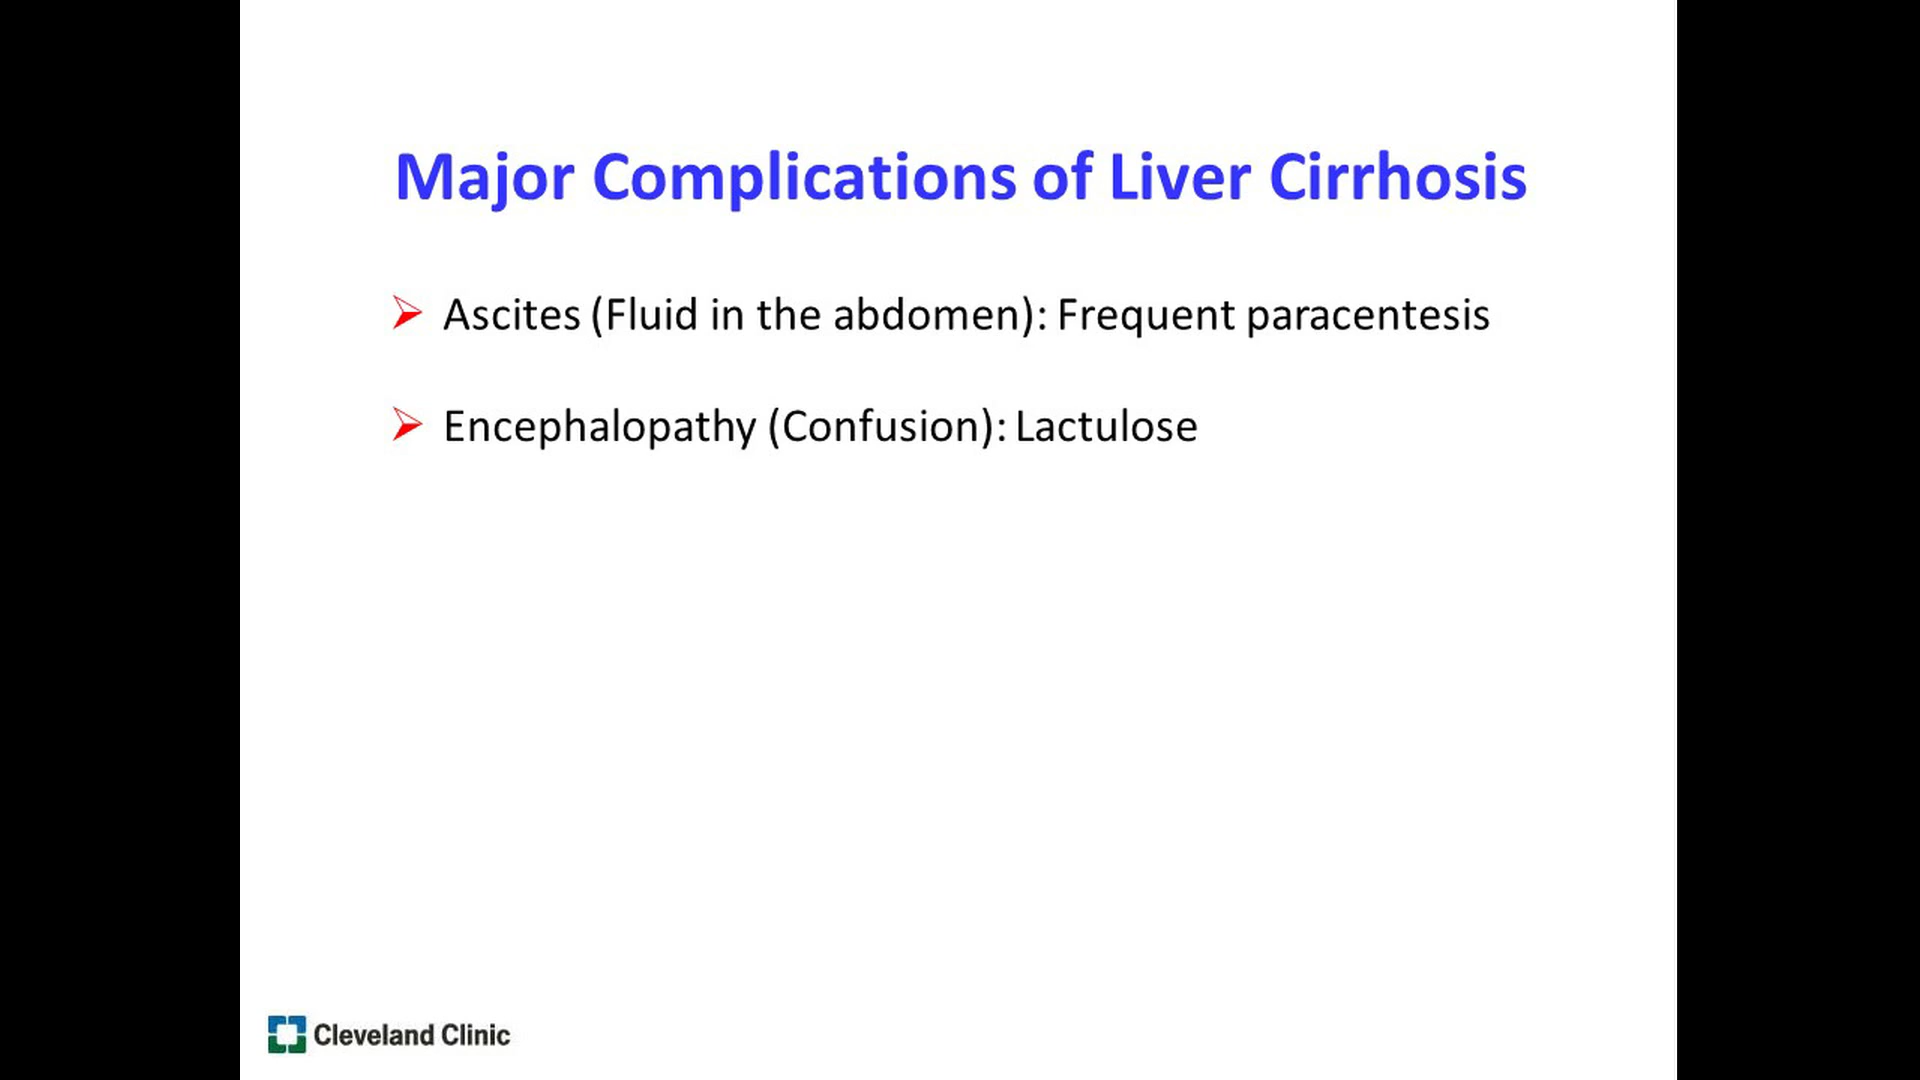 Major Complications of Liver Cirrhosis
Ascites (Fluid in the abdomen): Frequent paracentesis
Encephalopathy (Confusion): Lactulose
Cleveland Clinic